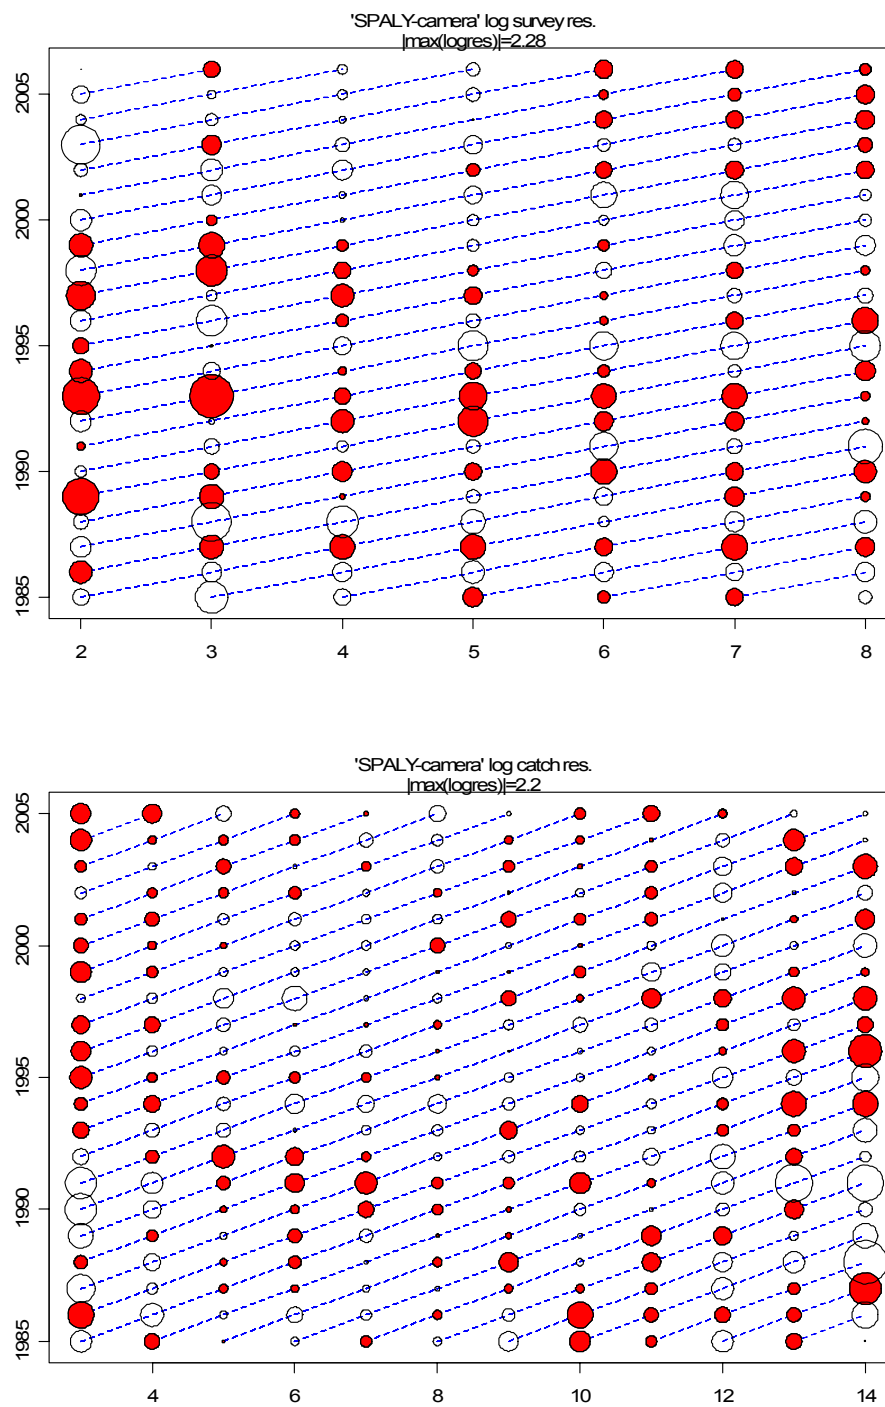 'SPALY-camera' log survey res.
|max(logres)|=2.28
2005
2000
1995
1990
1985
2 3 4 5 6 7 8
'SPALY-camera' log catch res.
|max(logres)|=2.2
2005
2000
1995
1990
1985
4 6 8 10 12 14